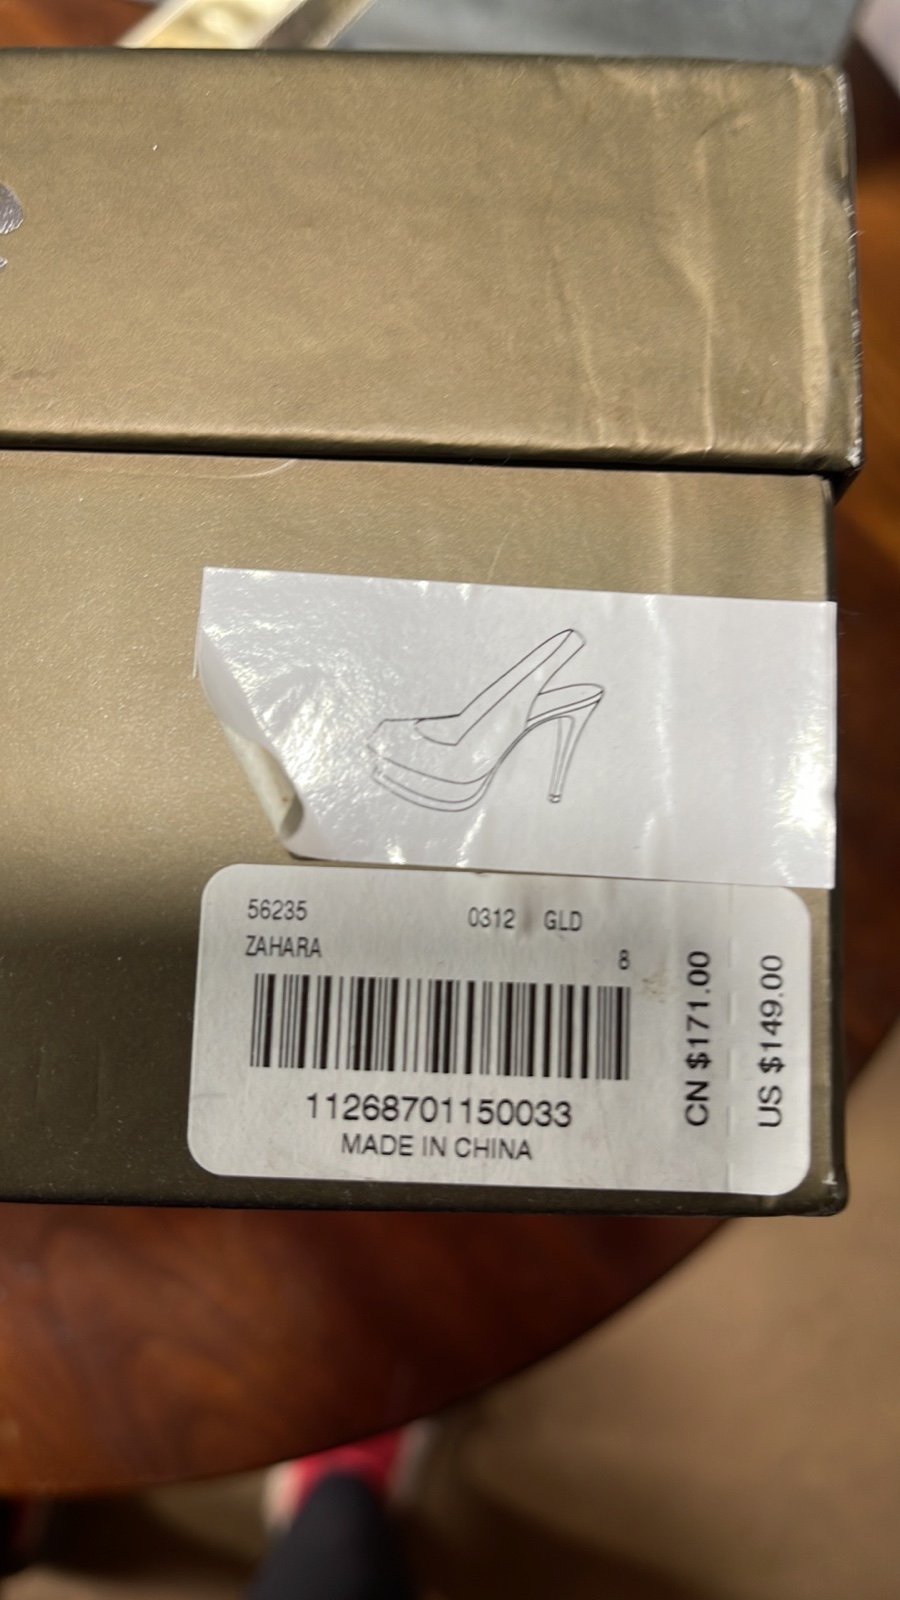 56235 0312 GLD
ZAHARA 8
11268701150033
MADE IN CHINA
CN $171.00
US $149.00